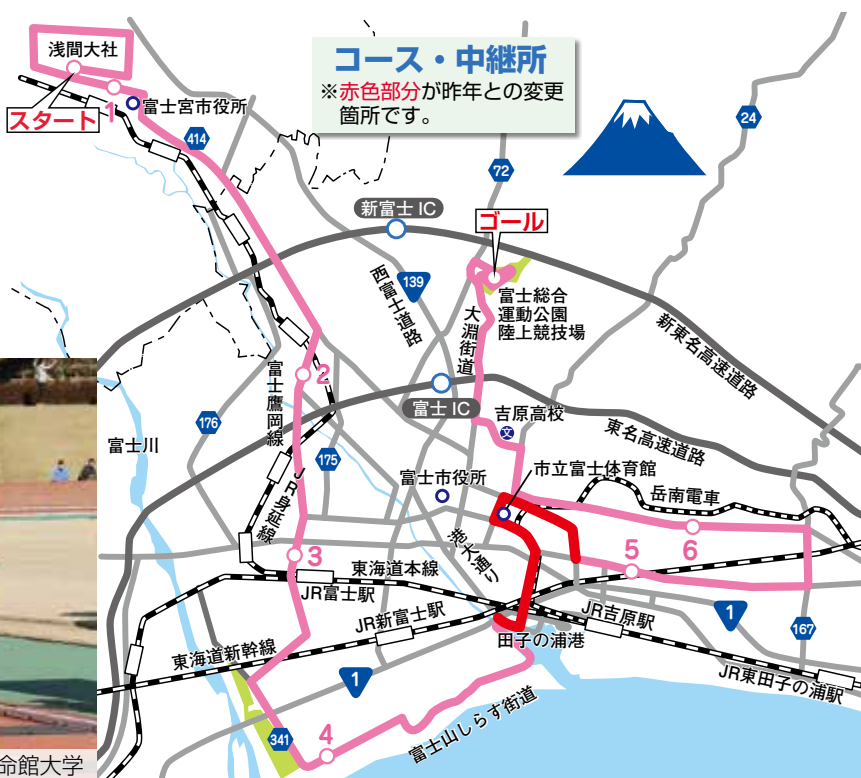 コース・中継所
※赤色部分が昨年との変更
箇所です。
浅間大社
スタート
1
富士宮市役所
414
24
72
新富士 IC
ゴール
139
西富士道路
大淵街道
富士総合
運動公園
陸上競技場
新東名高速道路
2
富士鷹岡線
富士 IC
吉原高校
文
176
富士川
175
東名高速道路
富士市役所
市立富士体育館
岳南電車
JR身延線
港大通り
3
5
6
東海道本線
JR富士駅
JR新富士駅
JR吉原駅
1
167
田子の浦港
東海道新幹線
1
JR東田子の浦駅
341
4
富士山しらす街道
命館大学